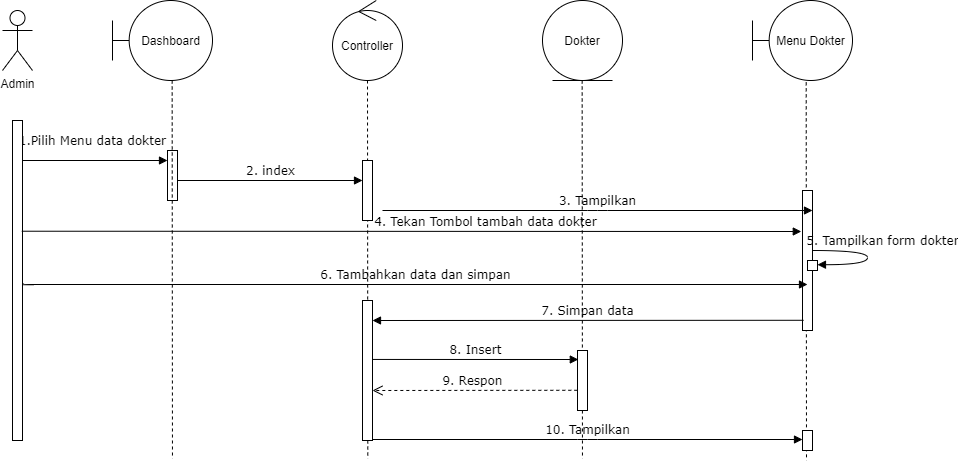 Dashboard
Controller
Dokter
Menu Dokter
Admin
1.Pilih Menu data dokter
2. index
3. Tampilkan
4. Tekan Tombol tambah data dokter
5. Tampilkan form dokter
6. Tambahkan data dan simpan
7. Simpan data
8. Insert
9. Respon
10. Tampilkan